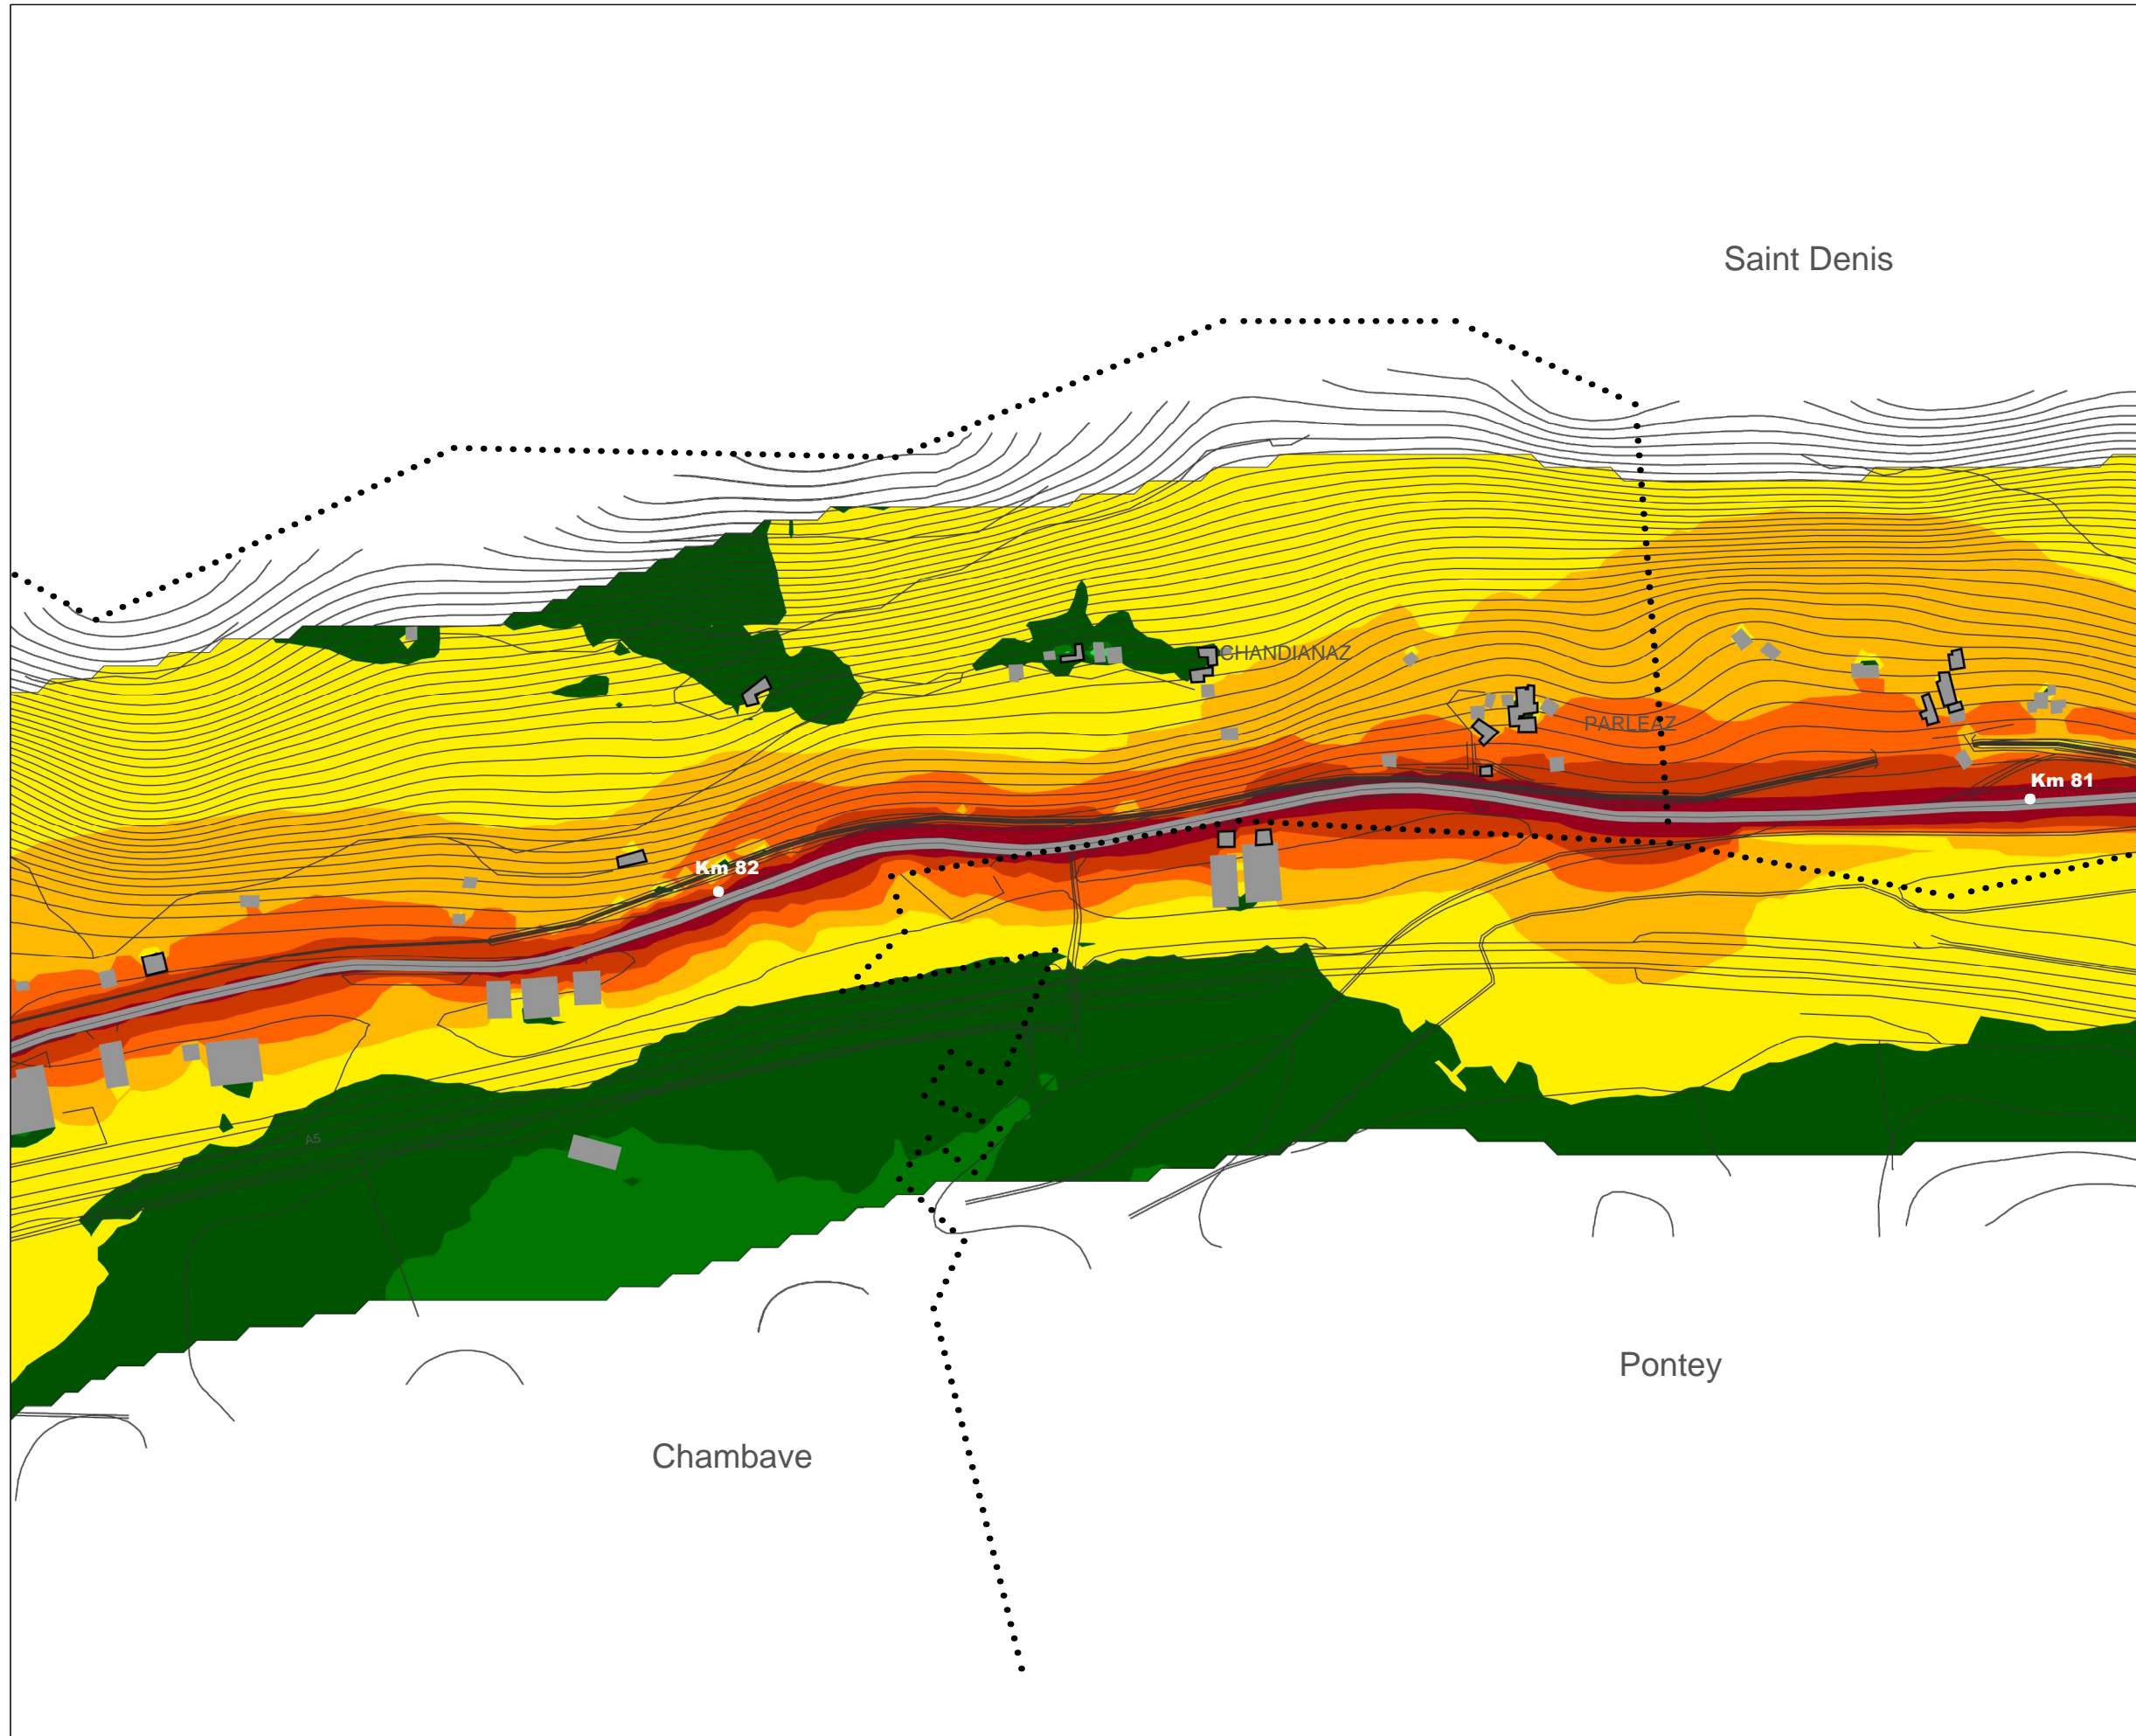 Saint Denis
CHANDIANAZ
PARLEAZ
Km 81
Km 82
A5
Pontey
Chambave